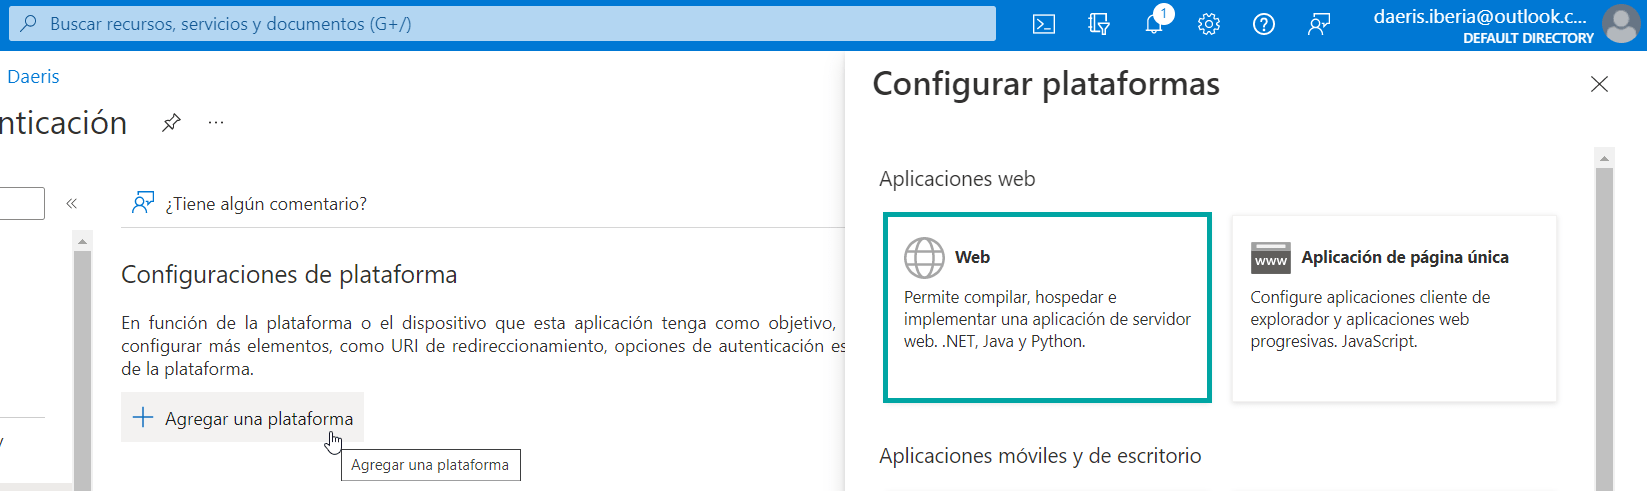 Buscar recursos, servicios y documentos (G+/)
1
daeris.iberia@outlook.c...
DEFAULT DIRECTORY
Daeris
nticación
...
¿Tiene algún comentario?
Configuraciones de plataforma
En función de la plataforma o el dispositivo que esta aplicación tenga como objetivo,
configurar más elementos, como URI de redireccionamiento, opciones de autenticación es
de la plataforma.
Agregar una plataforma
Agregar una plataforma
Configurar plataformas
Aplicaciones web
Web
Permite compilar, hospedar e
implementar una aplicación de servidor
web. .NET, Java y Python.
www
Aplicación de página única
Configure aplicaciones cliente de
explorador y aplicaciones web
progresivas. JavaScript.
Aplicaciones móviles y de escritorio